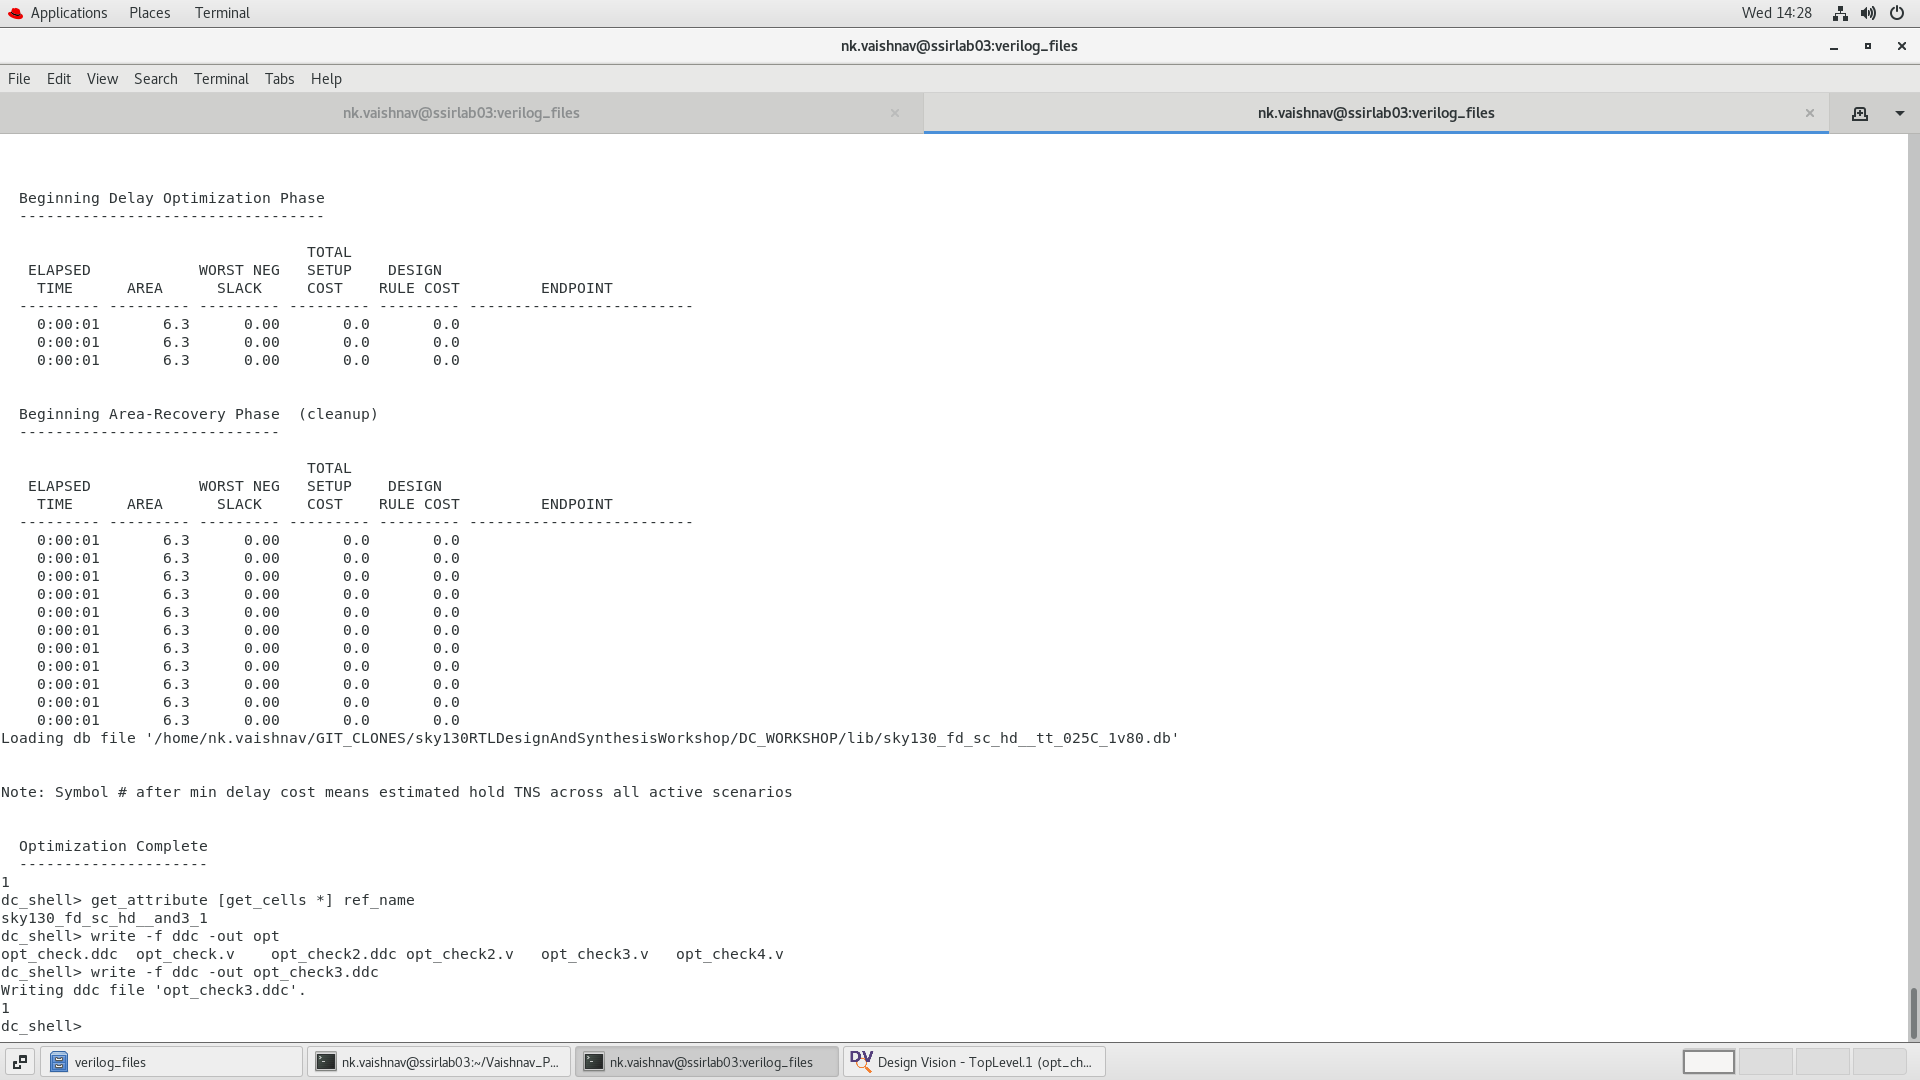 Applications Places Terminal Wed 14:28
nk.vaishnav@ssirlab03:verilog_files
File Edit View Search Terminal Tabs Help
nk.vaishnav@ssirlab03:verilog_files nk.vaishnav@ssirlab03:verilog_files
Beginning Delay Optimization Phase
----------------------------------
TOTAL
ELAPSED WORST NEG SETUP DESIGN
TIME AREA SLACK COST RULE COST ENDPOINT
--------- --------- --------- --------- --------- -------------------------
0:00:01 6.3 0.00 0.0 0.0
0:00:01 6.3 0.00 0.0 0.0
0:00:01 6.3 0.00 0.0 0.0
Beginning Area-Recovery Phase (cleanup)
-----------------------------
TOTAL
ELAPSED WORST NEG SETUP DESIGN
TIME AREA SLACK COST RULE COST ENDPOINT
--------- --------- --------- --------- --------- -------------------------
0:00:01 6.3 0.00 0.0 0.0
0:00:01 6.3 0.00 0.0 0.0
0:00:01 6.3 0.00 0.0 0.0
0:00:01 6.3 0.00 0.0 0.0
0:00:01 6.3 0.00 0.0 0.0
0:00:01 6.3 0.00 0.0 0.0
0:00:01 6.3 0.00 0.0 0.0
0:00:01 6.3 0.00 0.0 0.0
0:00:01 6.3 0.00 0.0 0.0
0:00:01 6.3 0.00 0.0 0.0
0:00:01 6.3 0.00 0.0 0.0
Loading db file '/home/nk.vaishnav/GIT_CLONES/sky130RTLDesignAndSynthesisWorkshop/DC_WORKSHOP/lib/sky130_fd_sc_hd__tt_025C_1v80.db'
Note: Symbol # after min delay cost means estimated hold TNS across all active scenarios
Optimization Complete
---------------------
1
dc_shell> get_attribute [get_cells *] ref_name
sky130_fd_sc_hd__and3_1
dc_shell> write -f ddc -out opt
opt_check.ddc opt_check.v opt_check2.ddc opt_check2.v opt_check3.v opt_check4.v
dc_shell> write -f ddc -out opt_check3.ddc
Writing ddc file 'opt_check3.ddc'.
1
dc_shell>
verilog_files nk.vaishnav@ssirlab03:~/Vaishnav_P... nk.vaishnav@ssirlab03:verilog_files DV Design Vision - TopLevel.1 (opt_ch...